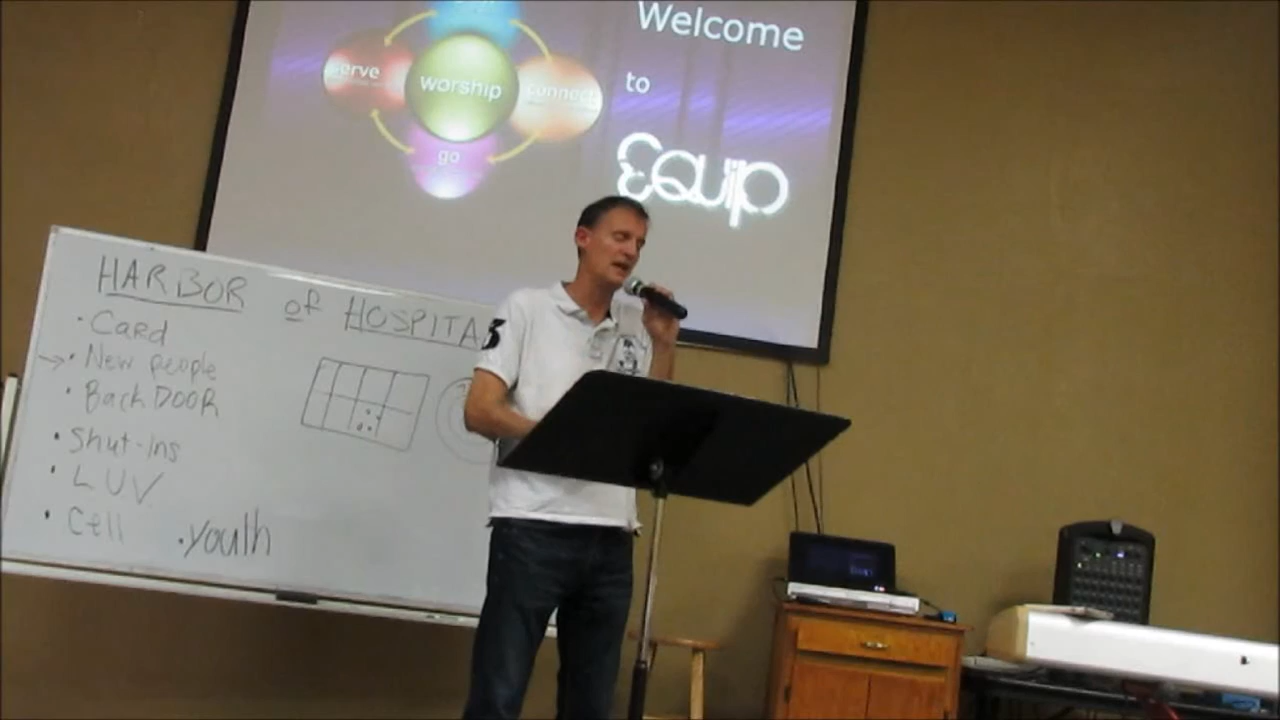 Welcome
to
EQUIP
worship
connect
go
HARBOR of HOSPITA
· Card
→ · New people
· Back DOOR
· Shut-ins
· LUV
· Cell · youth